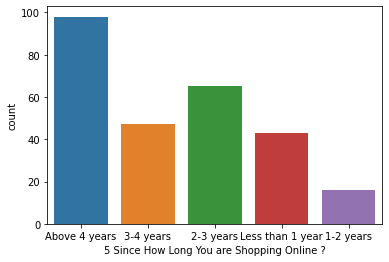 100
80
60
40
20
0
count
Above 4 years 3-4 years 2-3 years Less than 1 year 1-2 years
5 Since How Long You are Shopping Online ?